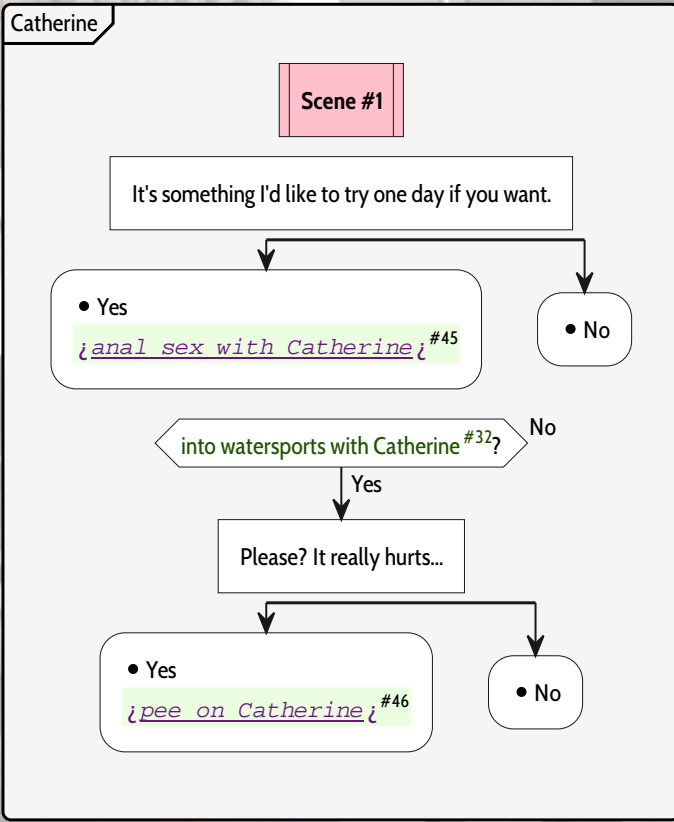 Catherine
Scene #1
It's something I'd like to try one day if you want.
• Yes
¿anal sex with Catherine¿#45
• No
into watersports with Catherine #32?
No
Yes
Please? It really hurts...
• Yes
¿pee on Catherine¿#46
• No